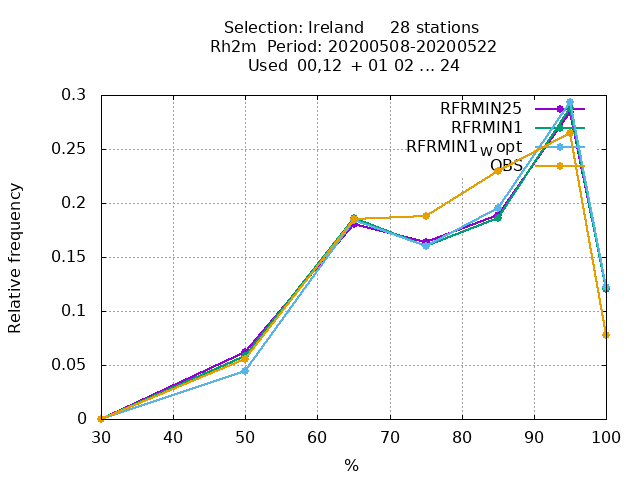 Selection: Ireland 28 stations
Rh2m Period: 20200508-20200522
Used 00,12 + 01 02 ... 24
RFRMIN25
RFRMIN1
RFRMIN1W opt
OBS
Relative frequency
0.3
0.25
0.2
0.15
0.1
0.05
0
30 40 50 60 70 80 90 100
%